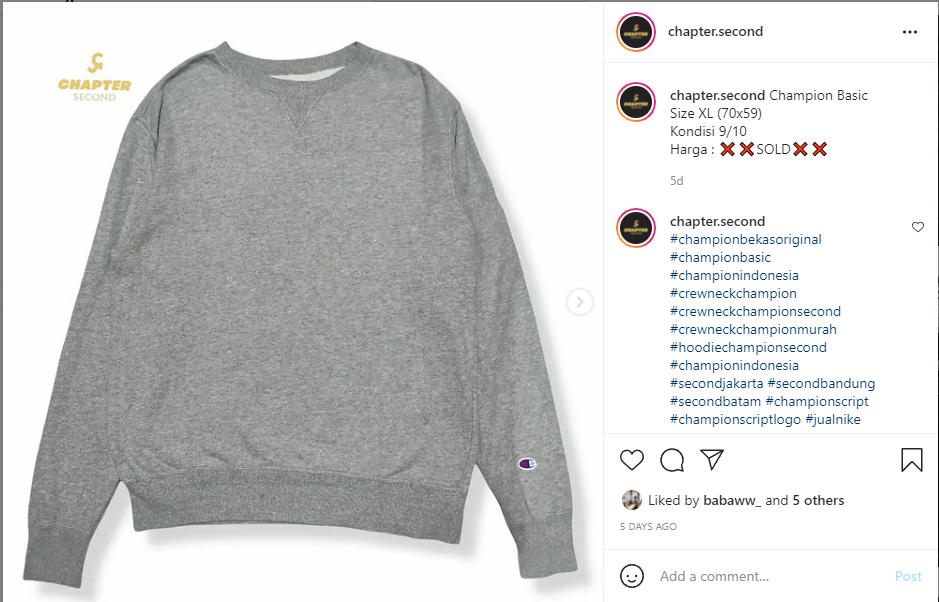 CHAPTER
SECOND
chapter.second
chapter.second Champion Basic
Size XL (70x59)
Kondisi 9/10
Harga : ❌❌SOLD❌❌
5d
chapter.second
#championbekasoriginal
#championbasic
#championindonesia
#crewneckchampion
#crewneckchampionsecond
#crewneckchampionmurah
#hoodiechampionsecond
#championindonesia
#secondjakarta #secondbandung
#secondbatam #championscript
#championscriptlogo #jualnike
Liked by babaww_ and 5 others
5 DAYS AGO
Add a comment...
Post